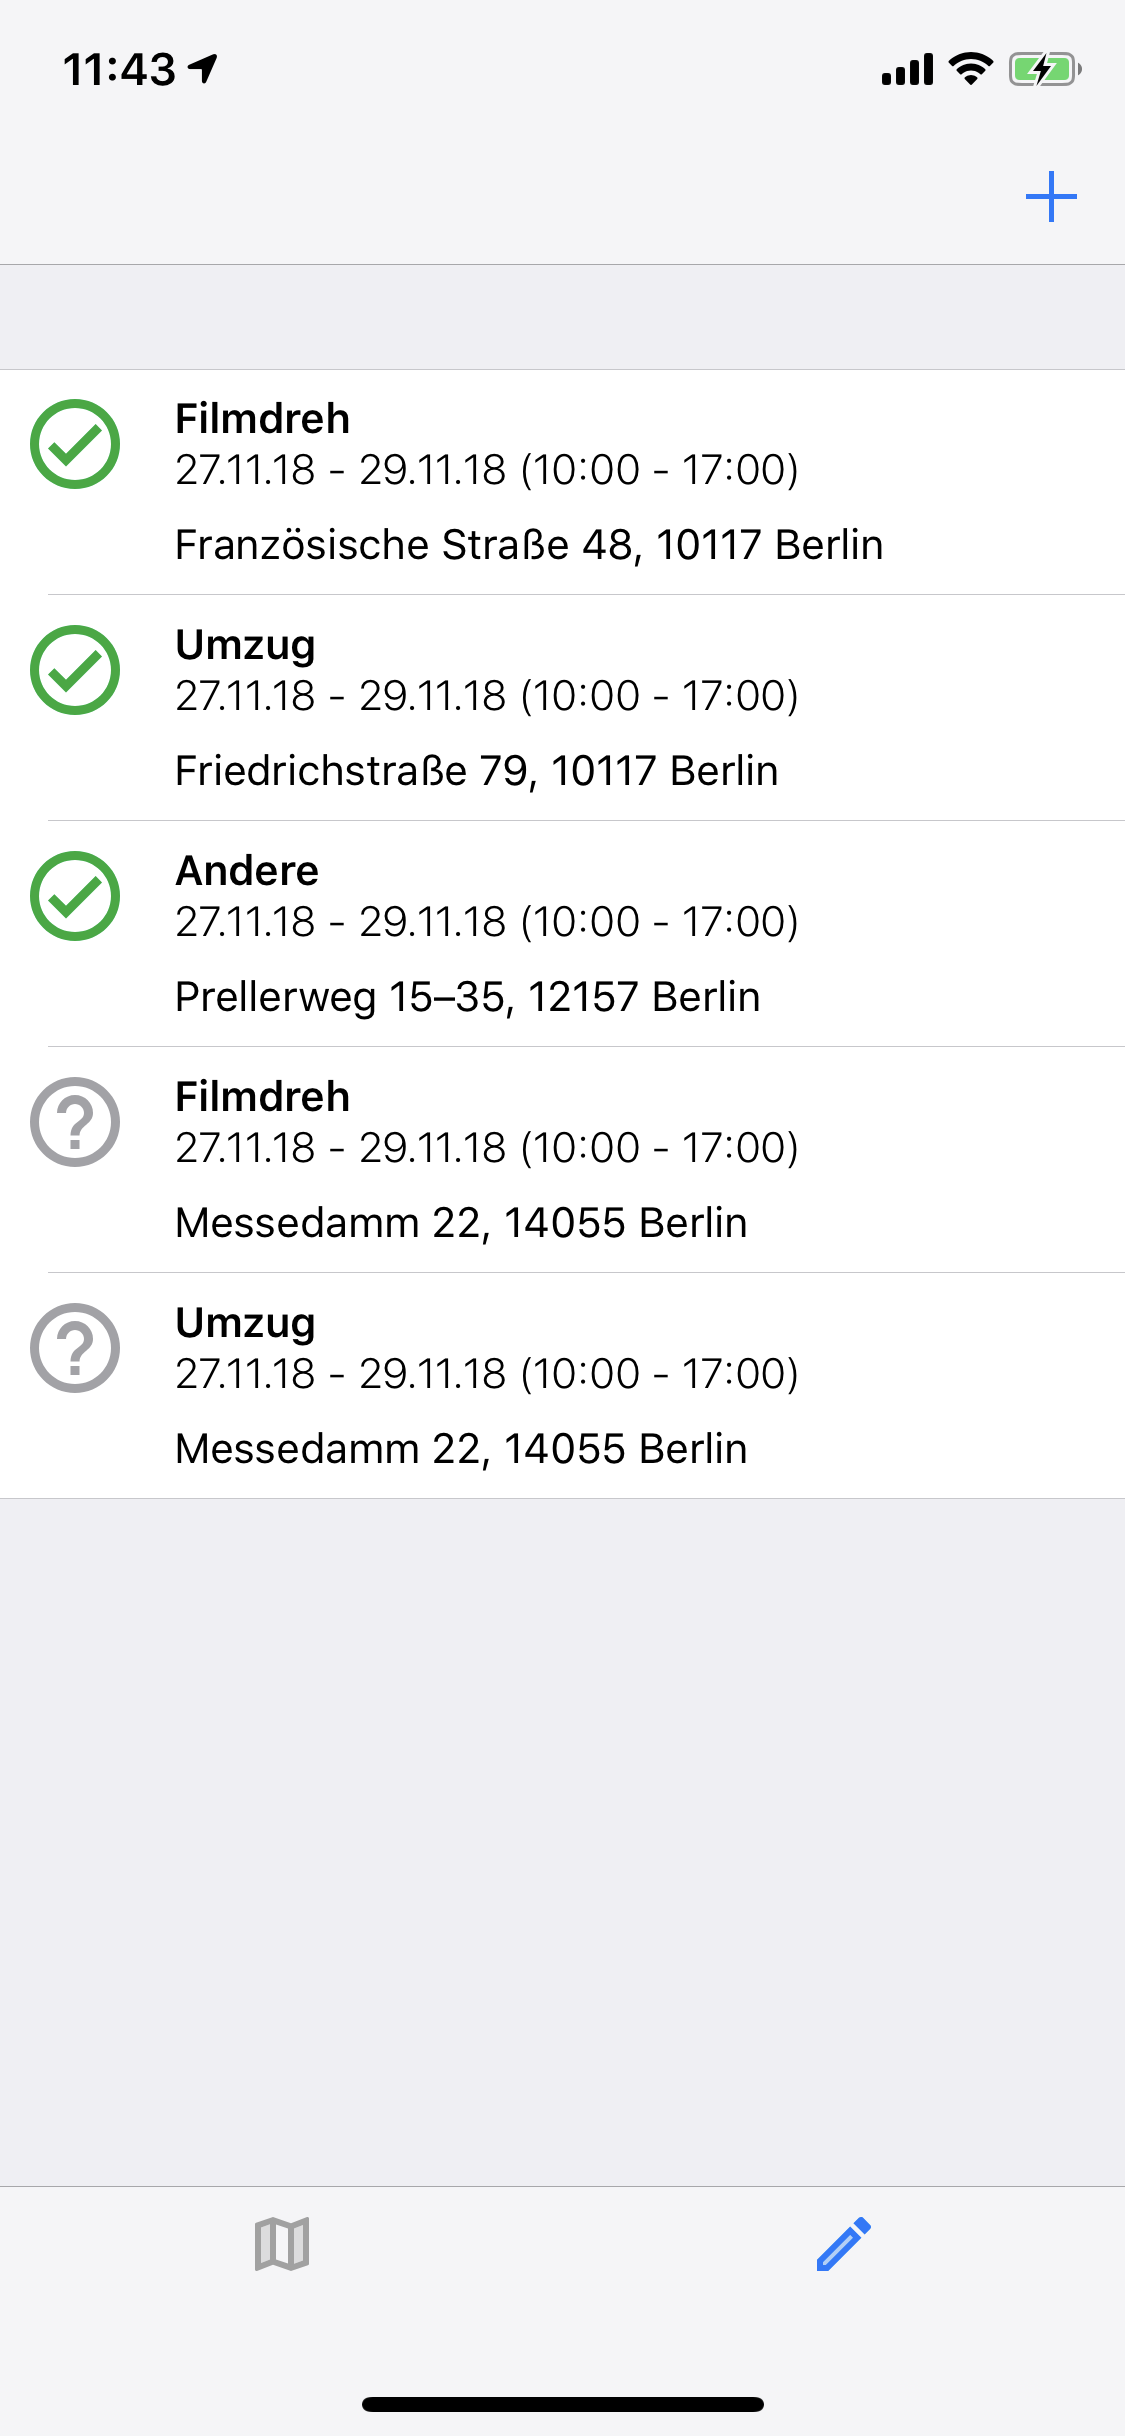 11:43
Filmdreh
27.11.18 - 29.11.18 (10:00 - 17:00)
Französische Straße 48, 10117 Berlin
Umzug
27.11.18 - 29.11.18 (10:00 - 17:00)
Friedrichstraße 79, 10117 Berlin
Andere
27.11.18 - 29.11.18 (10:00 - 17:00)
Prellerweg 15–35, 12157 Berlin
Filmdreh
27.11.18 - 29.11.18 (10:00 - 17:00)
Messedamm 22, 14055 Berlin
Umzug
27.11.18 - 29.11.18 (10:00 - 17:00)
Messedamm 22, 14055 Berlin